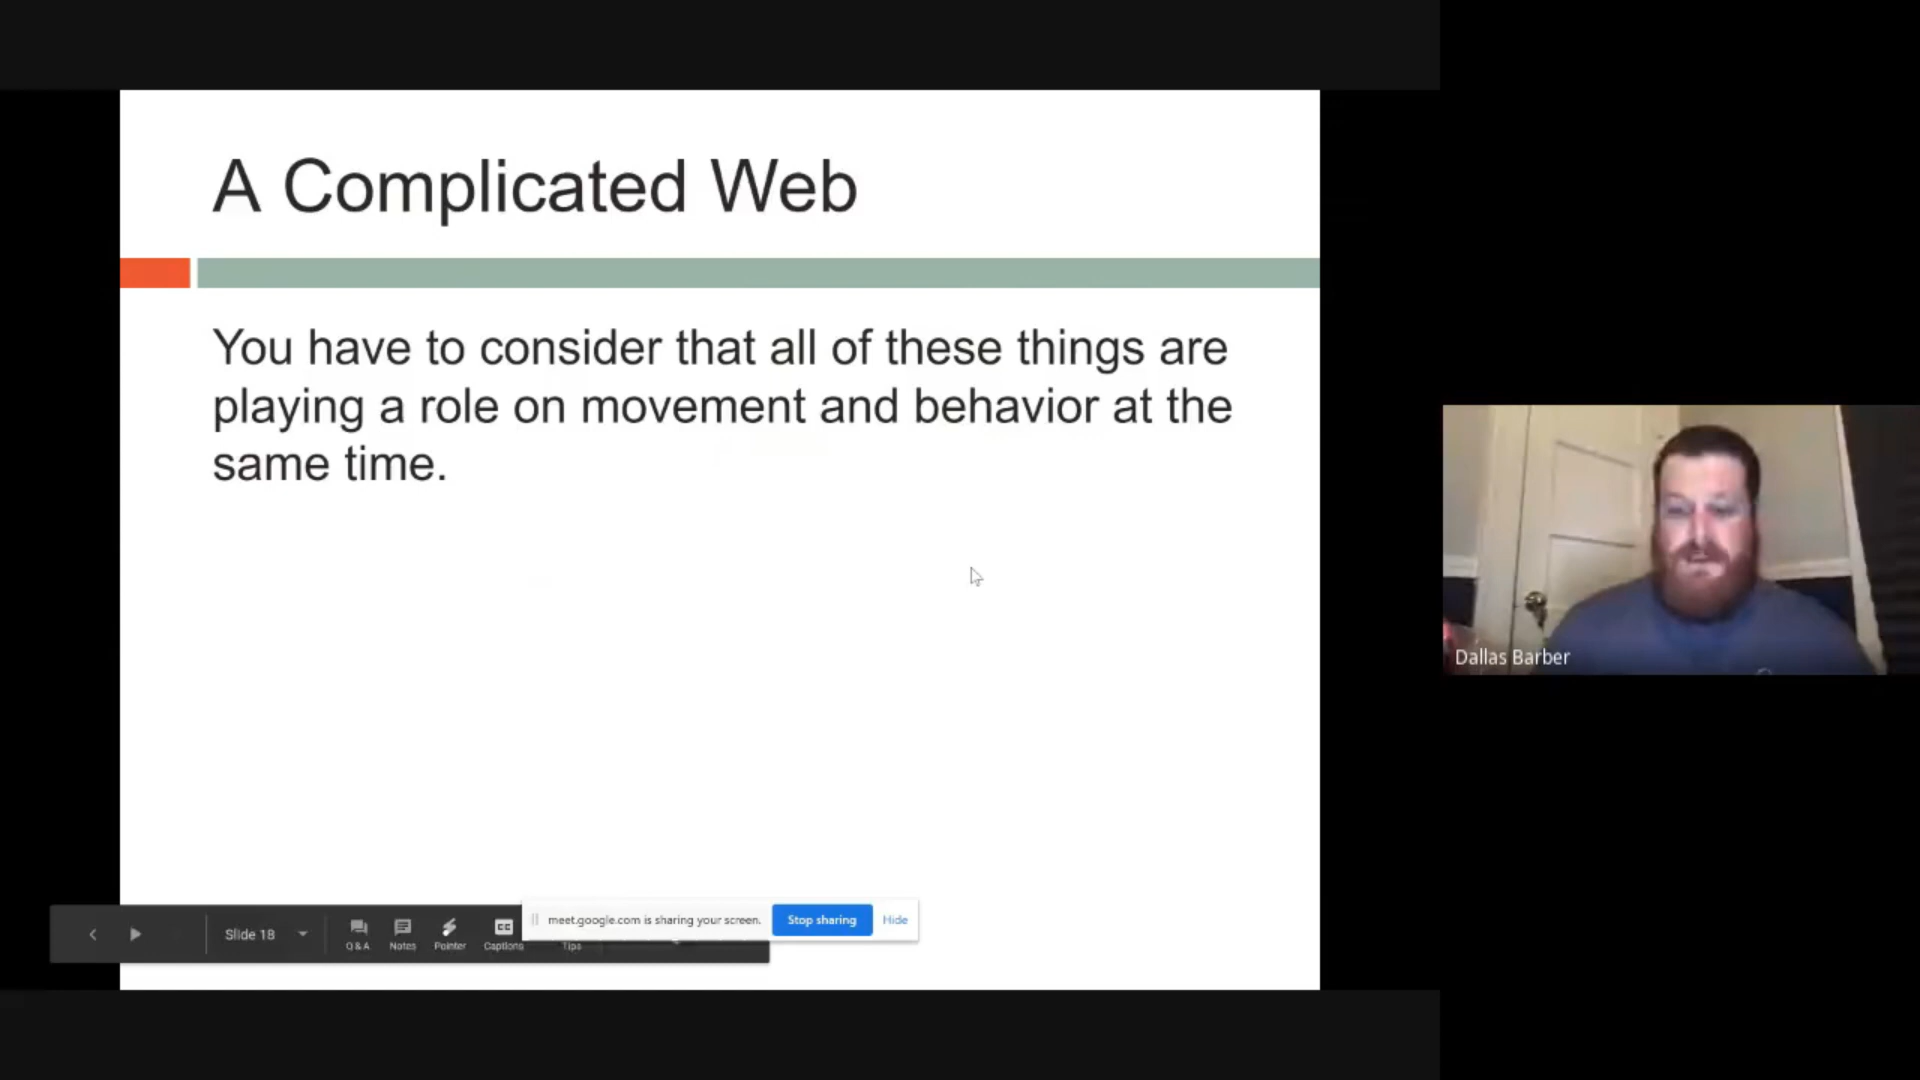 A Complicated Web
You have to consider that all of these things are
playing a role on movement and behavior at the
same time.
Dallas Barber
Slide 18
Q & A
Notes
Pointer
Captions
Tips
meet.google.com is sharing your screen.
Stop sharing
Hide